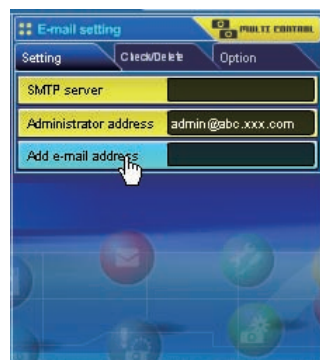 E-mail setting
MULTI CONTROL
Setting Check/Delete Option
SMTP server
Administrator address admin@abc.xxx.com
Add e-mail address